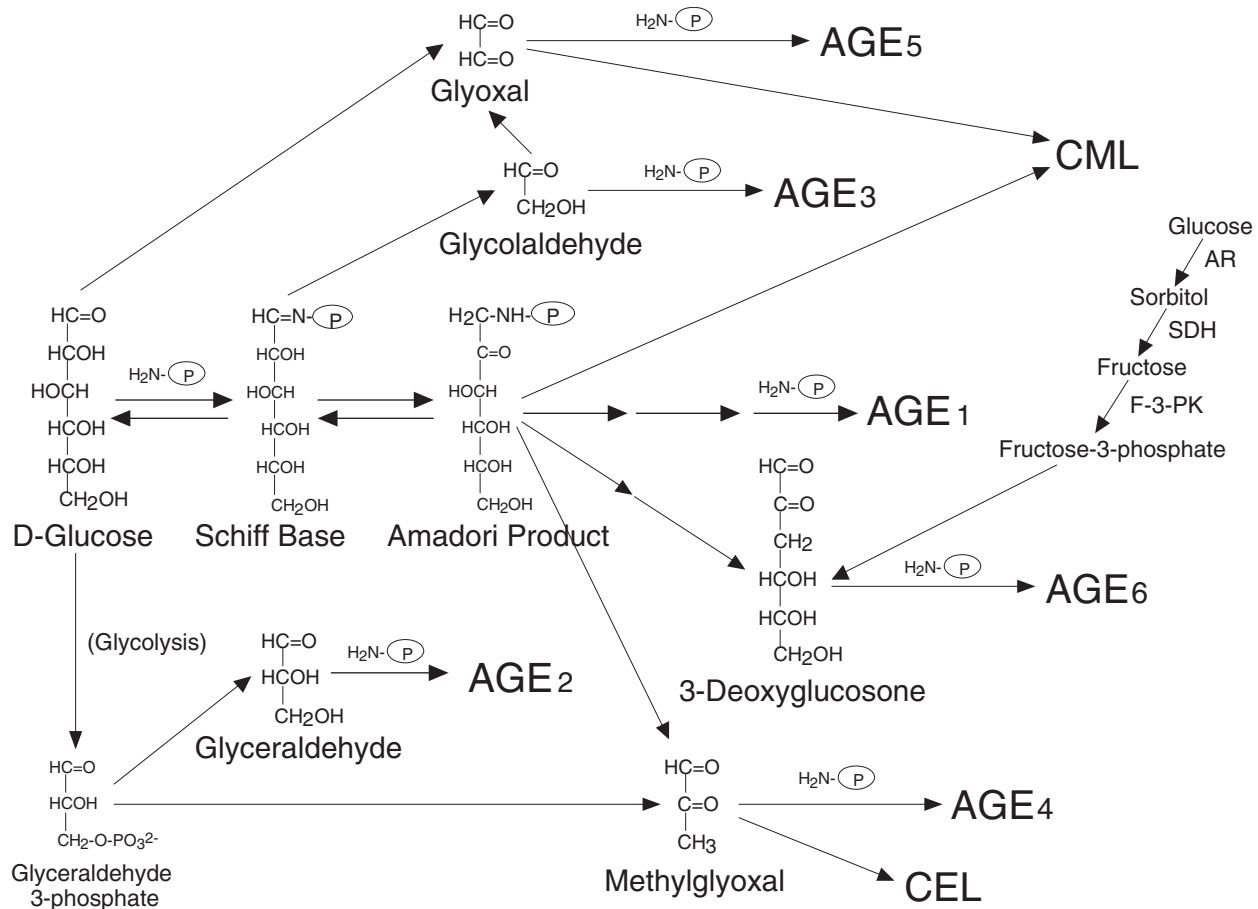 HC=O
HC=O
Glyoxal
H2N-P
AGE5
HC=O
CH2OH
Glycolaldehyde
H2N-P
AGE3
CML
Glucose
AR
Sorbitol
SDH
Fructose
F-3-PK
Fructose-3-phosphate
HC=O
HCOH
HOCH
HCOH
HCOH
CH2OH
D-Glucose
H2N-P
HC=N-P
HCOH
HOCH
HCOH
HCOH
CH2OH
Schiff Base
H2C-NH-P
C=O
HOCH
HCOH
HCOH
CH2OH
Amadori Product
H2N-P
AGE1
HC=O
C=O
CH2
HCOH
HCOH
CH2OH
3-Deoxyglucosone
H2N-P
AGE6
(Glycolysis)
HC=O
HCOH
CH2OH
Glyceraldehyde
H2N-P
AGE2
HC=O
HCOH
CH2-O-PO3²-
Glyceraldehyde
3-phosphate
HC=O
C=O
CH3
Methylglyoxal
H2N-P
AGE4
CEL